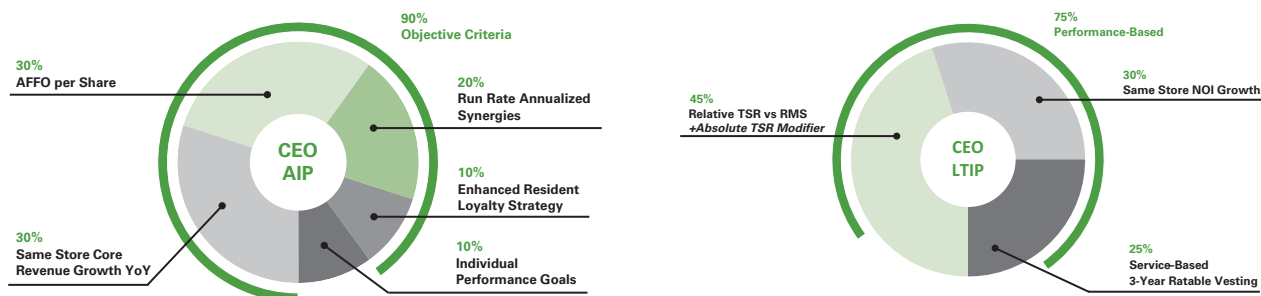 90%
Objective Criteria
30%
AFFO per Share
20%
Run Rate Annualized
Synergies
CEO
AIP
10%
Enhanced Resident
Loyalty Strategy
30%
Same Store Core
Revenue Growth YoY
10%
Individual
Performance Goals
75%
Performance-Based
30%
Same Store NOI Growth
45%
Relative TSR vs RMS
+Absolute TSR Modifier
CEO
LTIP
25%
Service-Based
3-Year Ratable Vesting